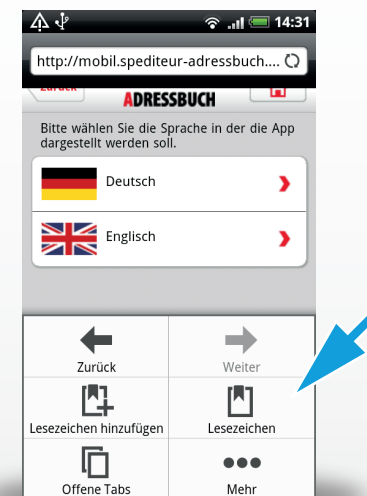 14:31
http://mobil.spediteur-adressbuch....
Zurück
ADRESSBUCH
Bitte wählen Sie die Sprache in der die App
dargestellt werden soll.
Deutsch
Englisch
Zurück
Weiter
Lesezeichen hinzufügen
Lesezeichen
Offene Tabs
Mehr